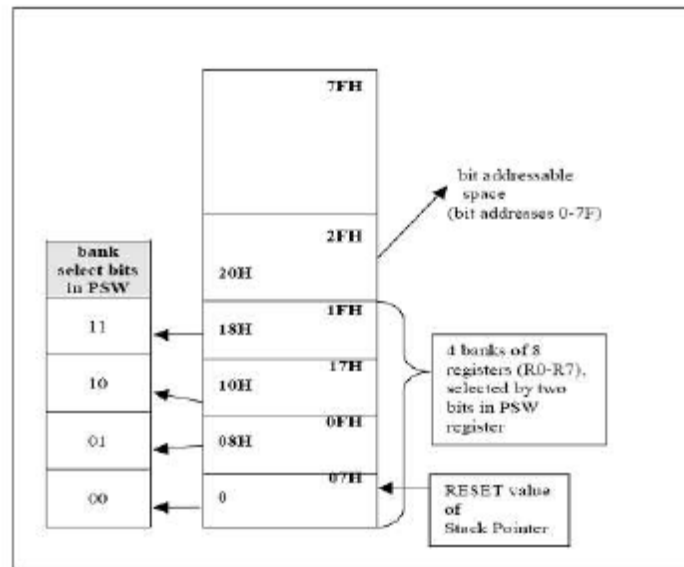 7FH
bit addressable
space
(bit addresses 0-7F)
2FH
20H
bank
select bits
in PSW
1FH
11
18H
4 banks of 8
registers (R0-R7),
selected by two
bits in PSW
register
17H
10
10H
0FH
01
08H
07H
00
0
RESET value
of
Stack Pointer